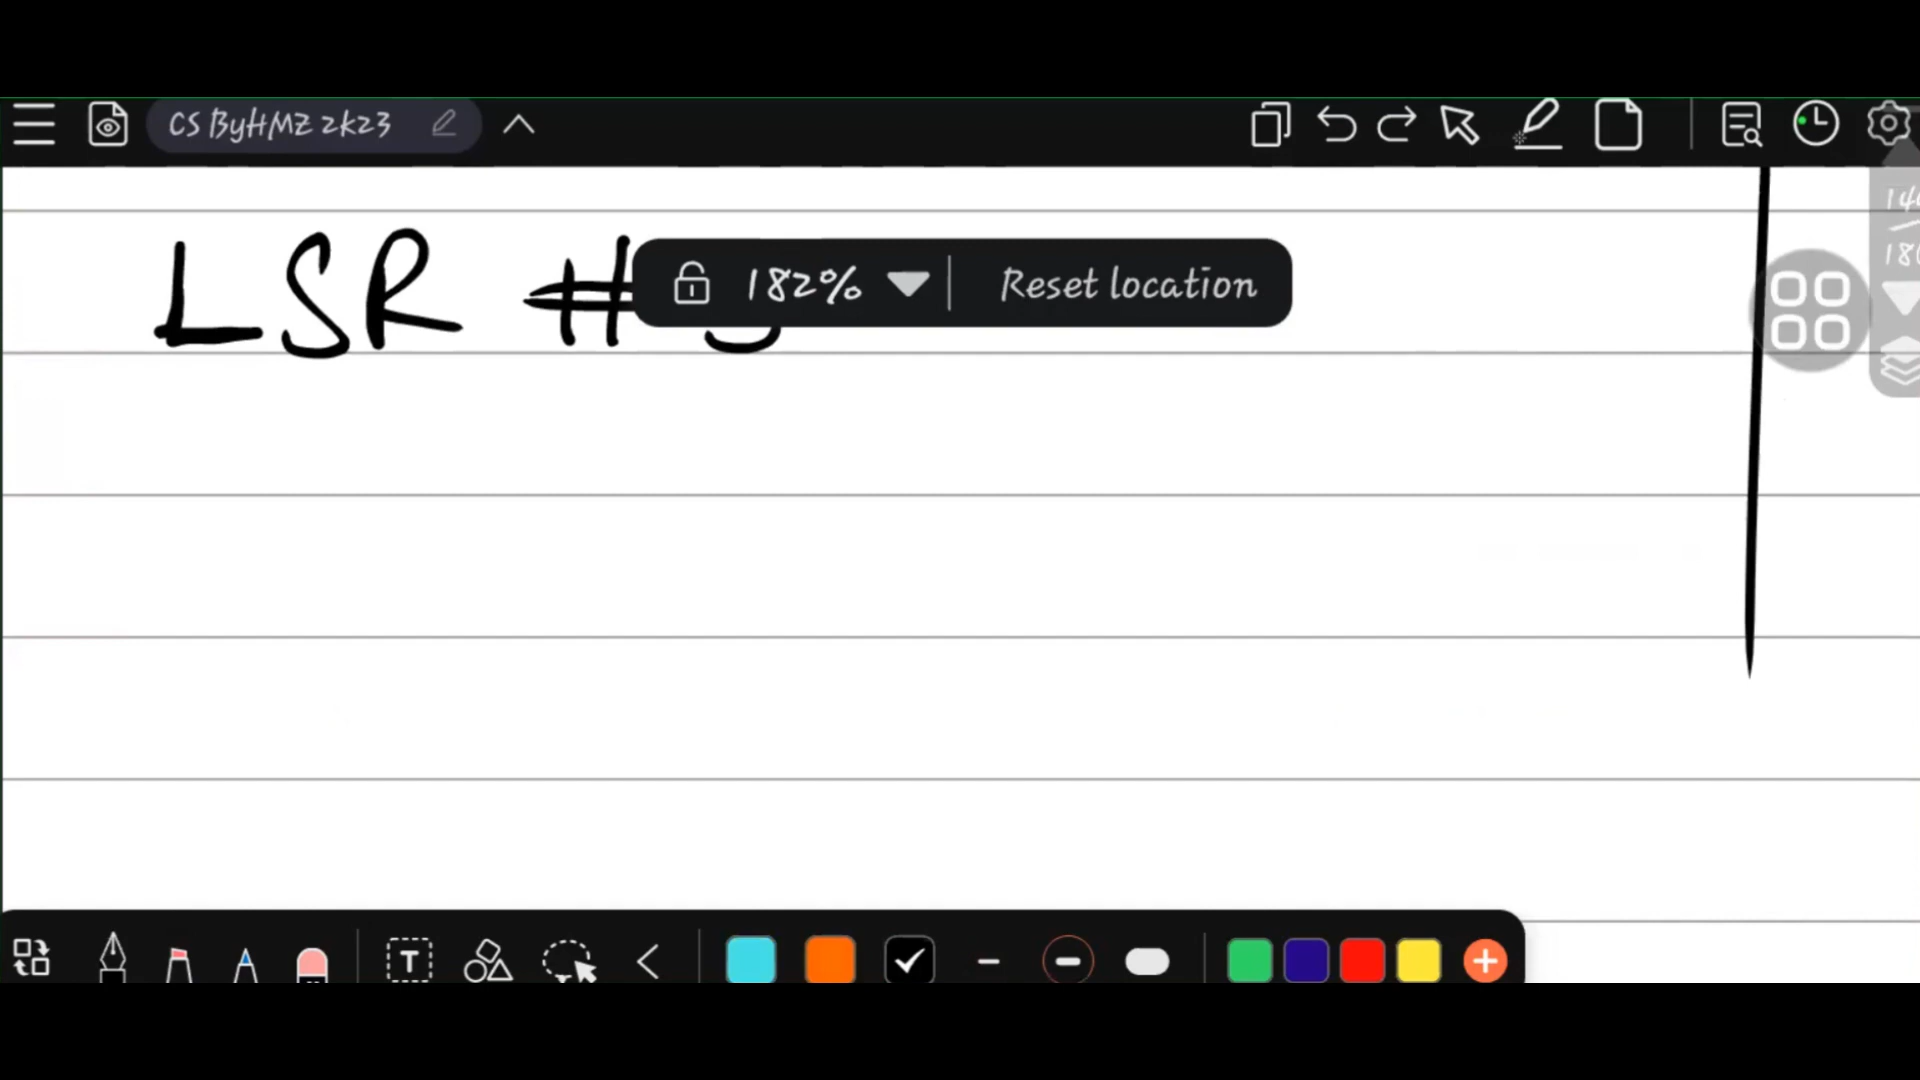 CS ByHMZ 2k23
LSR #
182% Reset location
T